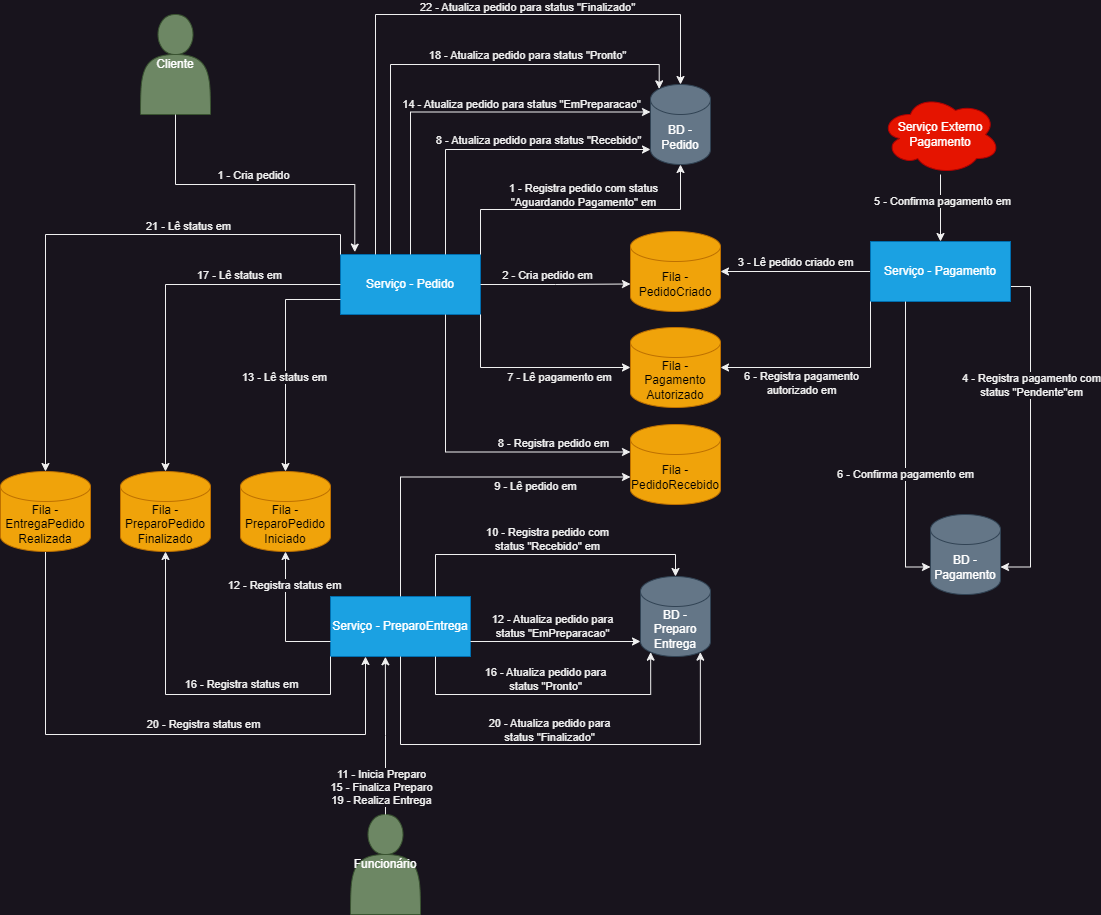 22 - Atualiza pedido para status "Finalizado"
18 - Atualiza pedido para status "Pronto"
Cliente
14 - Atualiza pedido para status "EmPreparacao"
BD -
Pedido
8 - Atualiza pedido para status "Recebido"
Serviço Externo
Pagamento
1 - Cria pedido
1 - Registra pedido com status
"Aguardando Pagamento" em
5 - Confirma pagamento em
21 - Lê status em
17 - Lê status em
Serviço - Pedido
2 - Cria pedido em
Fila -
PedidoCriado
3 - Lê pedido criado em
Serviço - Pagamento
13 - Lê status em
7 - Lê pagamento em
Fila -
Pagamento
Autorizado
6 - Registra pagamento
autorizado em
4 - Registra pagamento com
status "Pendente"em
8 - Registra pedido em
9 - Lê pedido em
Fila -
PedidoRecebido
6 - Confirma pagamento em
Fila -
EntregaPedido
Realizada
Fila -
PreparoPedido
Finalizado
Fila -
PreparoPedido
Iniciado
10 - Registra pedido com
status "Recebido" em
BD -
Pagamento
12 - Registra status em
Serviço - PreparoEntrega
12 - Atualiza pedido para
status "EmPreparacao"
BD -
Preparo
Entrega
16 - Registra status em
16 - Atualiza pedido para
status "Pronto"
20 - Registra status em
20 - Atualiza pedido para
status "Finalizado"
11 - Inicia Preparo
15 - Finaliza Preparo
19 - Realiza Entrega
Funcionário